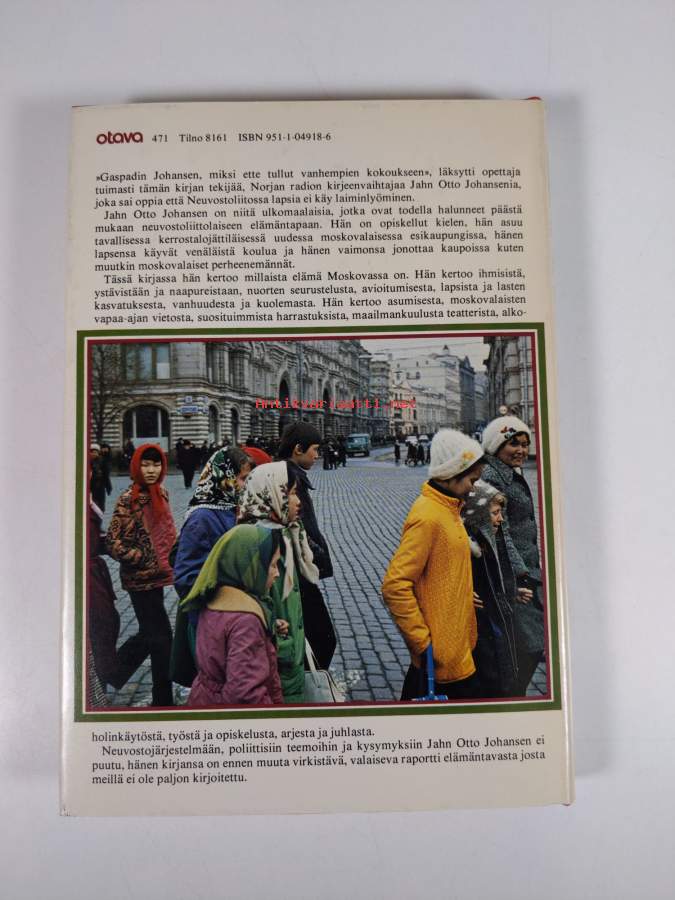 otava 471 Tilno 8161 ISBN 951-1-04918-6
»Gaspadin Johansen, miksi ette tullut vanhempien kokoukseen», läksytti opettaja
tuimasti tämän kirjan tekijää, Norjan radion kirjeenvaihtajaa Jahn Otto Johansenia,
joka sai oppia että Neuvostoliitossa lapsia ei käy laiminlyöminen.
Jahn Otto Johansen on niitä ulkomaalaisia, jotka ovat todella halunneet päästä
mukaan neuvostoliittolaiseen elämäntapaan. Hän on opiskellut kielen, hän asuu
tavallisessa kerrostalojättiläisessä uudessa moskovalaisessa esikaupungissa, hänen
lapsensa käyvät venäläistä koulua ja hänen vaimonsa jonottaa kaupoissa kuten
muutkin moskovalaiset perheenemännät.
Tässä kirjassa hän kertoo millaista elämä Moskovassa on. Hän kertoo ihmisistä,
ystävistään ja naapureistaan, nuorten seurustelusta, avioitumisesta, lapsista ja lasten
kasvatuksesta, vanhuudesta ja kuolemasta. Hän kertoo asumisesta, moskovalaisten
vapaa-ajan vietosta, suosituimmista harrastuksista, maailmankuulusta teatterista, alko-
Antikvariaatti.net
holinkäytöstä, työstä ja opiskelusta, arjesta ja juhlasta.
Neuvostojärjestelmään, poliittisiin teemoihin ja kysymyksiin Jahn Otto Johansen ei
puutu, hänen kirjansa on ennen muuta virkistävä, valaiseva raportti elämäntavasta josta
meillä ei ole paljon kirjoitettu.